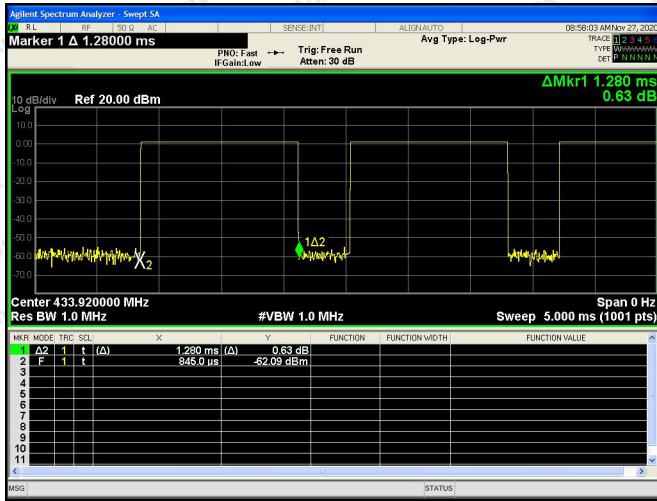 Agilent Spectrum Analyzer - Swept SA
RL RF 50 Ω AC SENSE:INT ALIGN AUTO 08:58:03 AM Nov 27, 2020
Marker 1 Δ 1.28000 ms
PNO: Fast
IFGain:Low
Trig: Free Run
Atten: 30 dB
Avg Type: Log-Pwr
TRACE 1 2 3 4 5 6
TYPE W
DET P N N N N N
ΔMkr1 1.280 ms
0.63 dB
10 dB/div Ref 20.00 dBm
Log
10.0
0.00
-10.0
-20.0
-30.0
-40.0
-50.0
-60.0
-70.0
1Δ2
X2
Center 433.920000 MHz Span 0 Hz
Res BW 1.0 MHz #VBW 1.0 MHz Sweep 5.000 ms (1001 pts)
MKR MODE TRC SCL X Y FUNCTION FUNCTION WIDTH FUNCTION VALUE
1 Δ2 1 t (Δ) 1.280 ms (Δ) 0.63 dB
2 F 1 t 845.0 µs -62.09 dBm
3
4
5
6
7
8
9
10
11
MSG STATUS